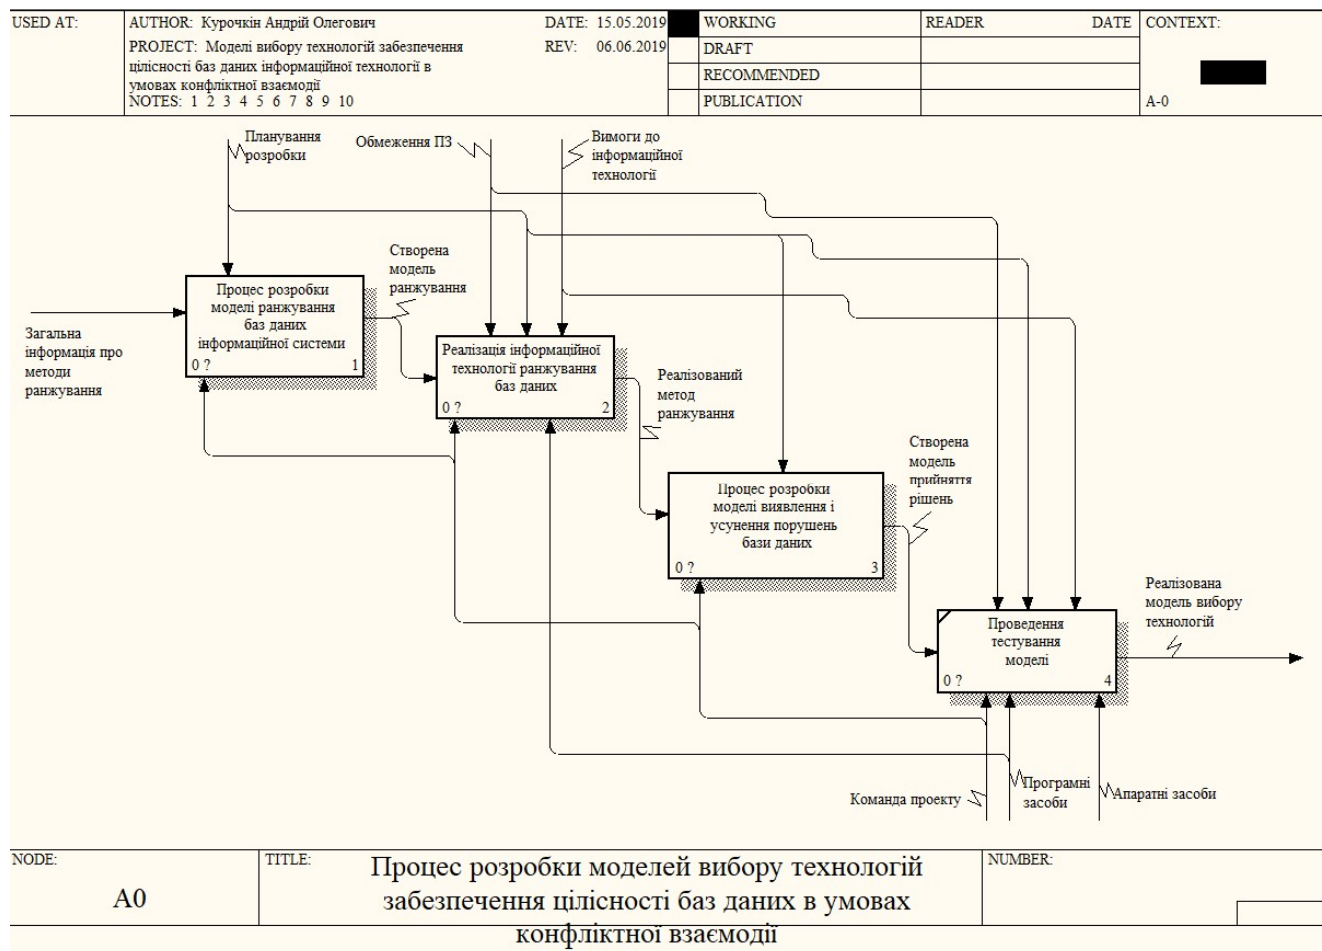 USED AT:
AUTHOR: Курочкін Андрій Олегович
DATE: 15.05.2019
PROJECT: Моделі вибору технологій забезпечення
цілісності баз даних інформаційної технології в
умовах конфліктної взаємодії
REV: 06.06.2019
NOTES: 1 2 3 4 5 6 7 8 9 10
WORKING
DRAFT
RECOMMENDED
PUBLICATION
READER
DATE
CONTEXT:
A-0
Планування
розробки
Обмеження ПЗ
Вимоги до
інформаційної
технології
Загальна
інформація про
методи
ранжування
Процес розробки
моделі ранжування
баз даних
інформаційної системи
0 ?
1
Створена
модель
ранжування
Реалізація інформаційної
технології ранжування
баз даних
0 ?
2
Реалізований
метод
ранжування
Процес розробки
моделі виявлення і
усунення порушень
бази даних
0 ?
3
Створена
модель
прийняття
рішень
Проведення
тестування
моделі
0 ?
4
Реалізована
модель вибору
технологій
Команда проекту
Програмні
засоби
Апаратні засоби
NODE:
A0
TITLE:
Процес розробки моделей вибору технологій
забезпечення цілісності баз даних в умовах
конфліктної взаємодії
NUMBER: